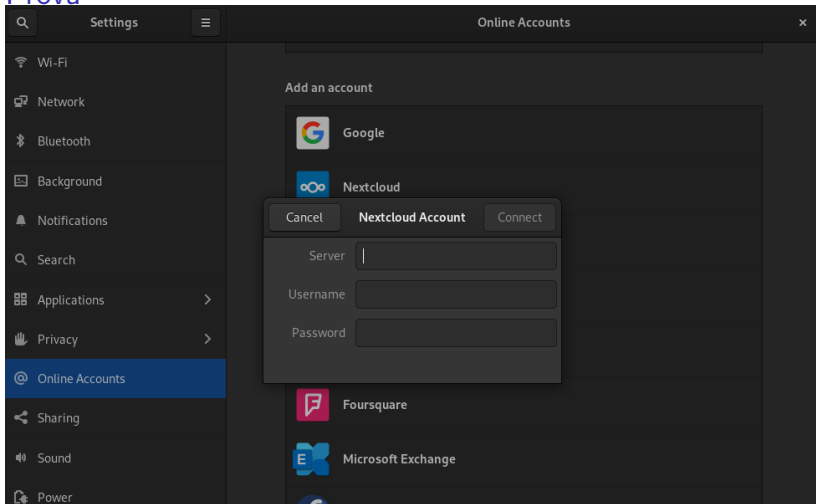 Prova
Settings
Online Accounts
Wi-Fi
Network
Bluetooth
Background
Notifications
Search
Applications
Privacy
Online Accounts
Sharing
Sound
Power
Add an account
Google
Nextcloud
Cancel
Nextcloud Account
Connect
Server
Username
Password
Foursquare
Microsoft Exchange